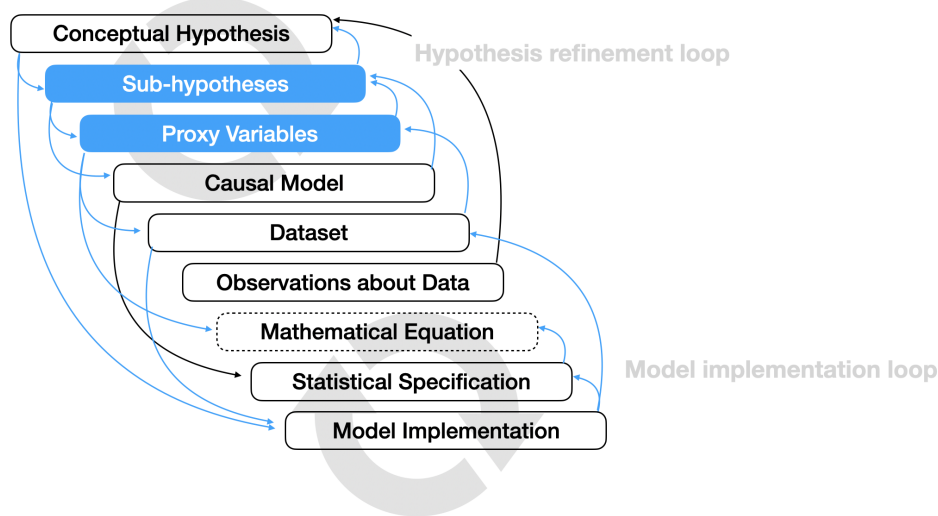 Conceptual Hypothesis
Hypothesis refinement loop
Sub-hypotheses
Proxy Variables
Causal Model
Dataset
Observations about Data
Mathematical Equation
Model implementation loop
Statistical Specification
Model Implementation